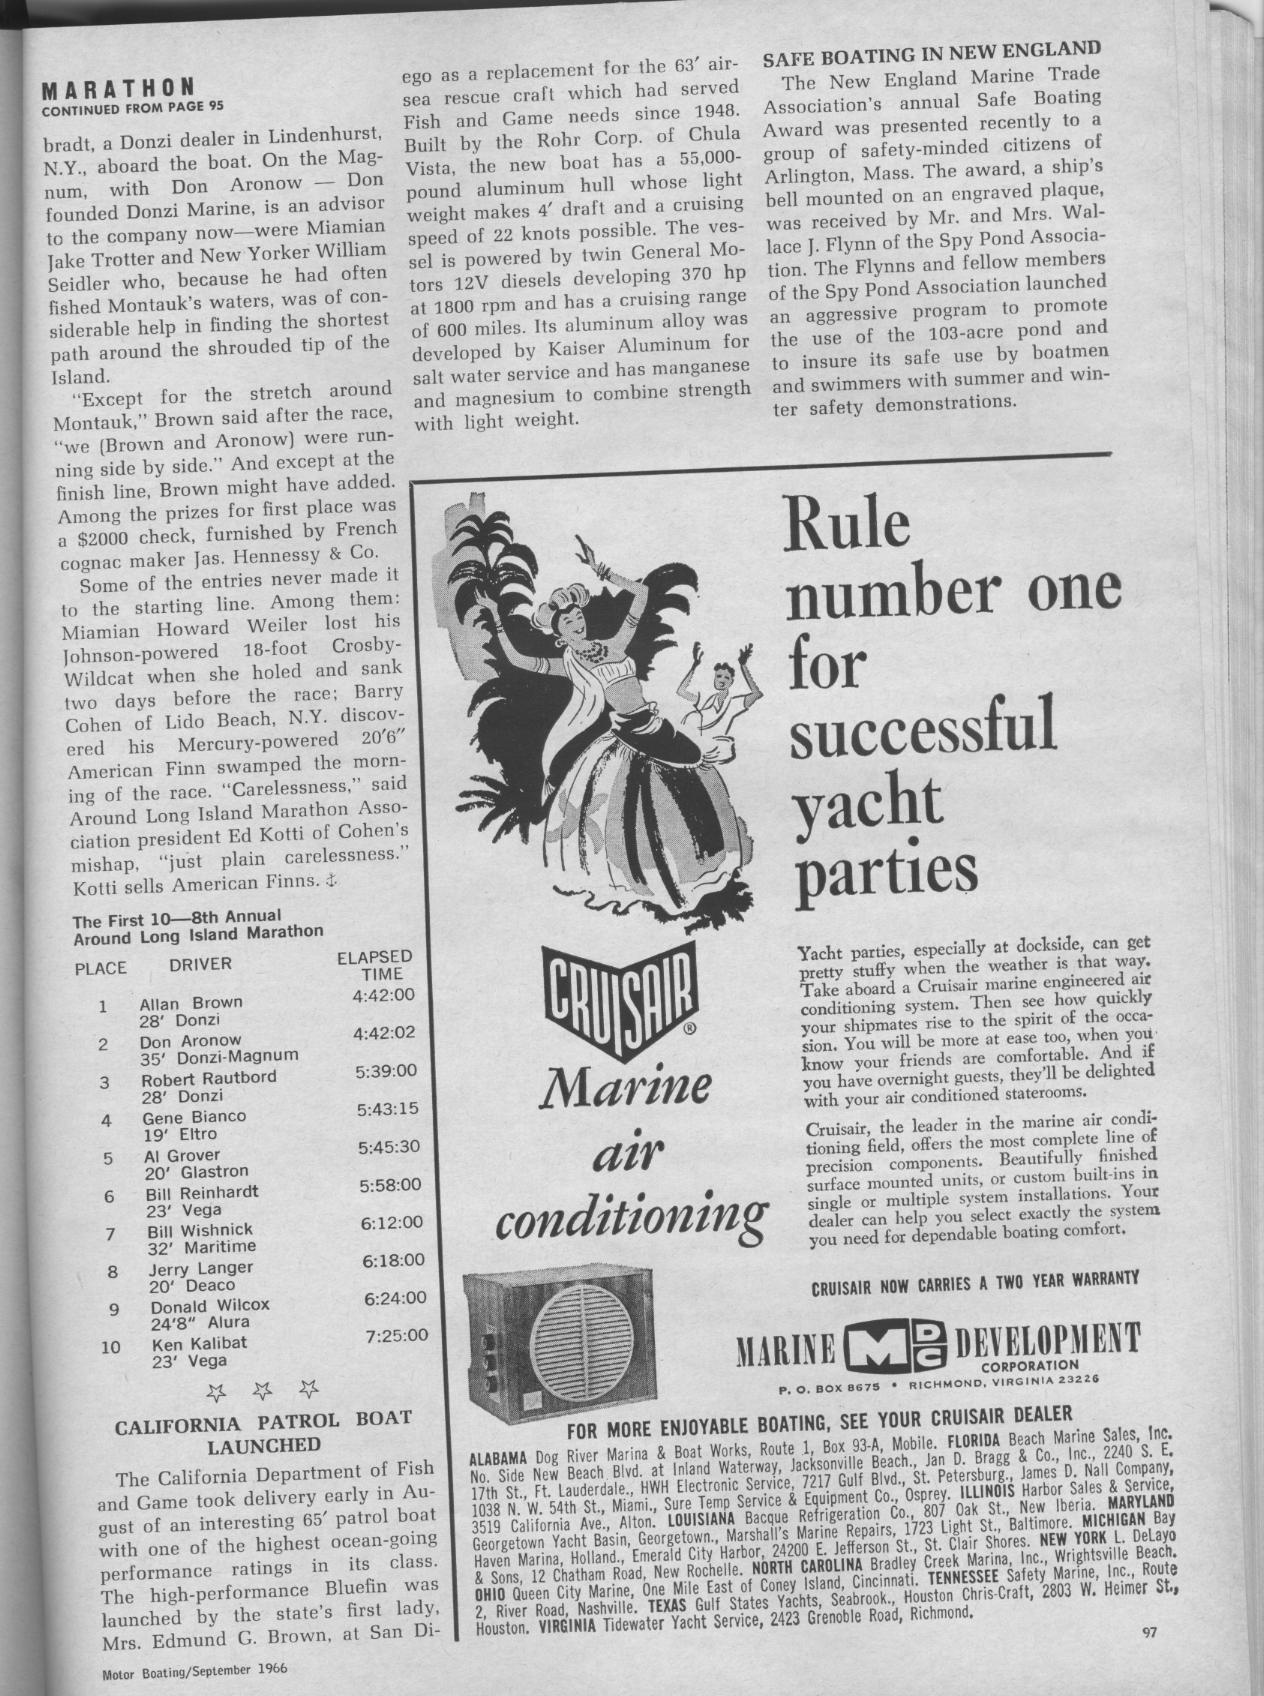 MARATHON
CONTINUED FROM PAGE 95
bradt, a Donzi dealer in Lindenhurst,
N.Y., aboard the boat. On the Mag-
num, with Don Aronow — Don
founded Donzi Marine, is an advisor
to the company now—were Miamian
Jake Trotter and New Yorker William
Seidler who, because he had often
fished Montauk's waters, was of con-
siderable help in finding the shortest
path around the shrouded tip of the
Island.
"Except for the stretch around
Montauk," Brown said after the race,
"we (Brown and Aronow) were run-
ning side by side." And except at the
finish line, Brown might have added.
Among the prizes for first place was
a $2000 check, furnished by French
cognac maker Jas. Hennessy & Co.
Some of the entries never made it
to the starting line. Among them:
Miamian Howard Weiler lost his
Johnson-powered 18-foot Crosby-
Wildcat when she holed and sank
two days before the race; Barry
Cohen of Lido Beach, N.Y. discov-
ered his Mercury-powered 20'6"
American Finn swamped the morn-
ing of the race. "Carelessness," said
Around Long Island Marathon Asso-
ciation president Ed Kotti of Cohen's
mishap, "just plain carelessness."
Kotti sells American Finns. ⚓
The First 10—8th Annual
Around Long Island Marathon
PLACE DRIVER ELAPSED
TIME
1 Allan Brown 4:42:00
28' Donzi
2 Don Aronow 4:42:02
35' Donzi-Magnum
3 Robert Rautbord 5:39:00
28' Donzi
4 Gene Bianco 5:43:15
19' Eltro
5 Al Grover 5:45:30
20' Glastron
6 Bill Reinhardt 5:58:00
23' Vega
7 Bill Wishnick 6:12:00
32' Maritime
8 Jerry Langer 6:18:00
20' Deaco
9 Donald Wilcox 6:24:00
24'8" Alura
10 Ken Kalibat 7:25:00
23' Vega
CALIFORNIA PATROL BOAT
LAUNCHED
The California Department of Fish
and Game took delivery early in Au-
gust of an interesting 65' patrol boat
with one of the highest ocean-going
performance ratings in its class.
The high-performance Bluefin was
launched by the state's first lady,
Mrs. Edmund G. Brown, at San Di-
ego as a replacement for the 63' air-
sea rescue craft which had served
Fish and Game needs since 1948.
Built by the Rohr Corp. of Chula
Vista, the new boat has a 55,000-
pound aluminum hull whose light
weight makes 4' draft and a cruising
speed of 22 knots possible. The ves-
sel is powered by twin General Mo-
tors 12V diesels developing 370 hp
at 1800 rpm and has a cruising range
of 600 miles. Its aluminum alloy was
developed by Kaiser Aluminum for
salt water service and has manganese
and magnesium to combine strength
with light weight.
SAFE BOATING IN NEW ENGLAND
The New England Marine Trade
Association's annual Safe Boating
Award was presented recently to a
group of safety-minded citizens of
Arlington, Mass. The award, a ship's
bell mounted on an engraved plaque,
was received by Mr. and Mrs. Wal-
lace J. Flynn of the Spy Pond Associa-
tion. The Flynns and fellow members
of the Spy Pond Association launched
an aggressive program to promote
the use of the 103-acre pond and
to insure its safe use by boatmen
and swimmers with summer and win-
ter safety demonstrations.
Rule
number one
for
successful
yacht
parties
CRUISAIR ®
Marine
air
conditioning
Yacht parties, especially at dockside, can get
pretty stuffy when the weather is that way.
Take aboard a Cruisair marine engineered air
conditioning system. Then see how quickly
your shipmates rise to the spirit of the occa-
sion. You will be more at ease too, when you
know your friends are comfortable. And if
you have overnight guests, they'll be delighted
with your air conditioned staterooms.
Cruisair, the leader in the marine air condi-
tioning field, offers the most complete line of
precision components. Beautifully finished
surface mounted units, or custom built-ins in
single or multiple system installations. Your
dealer can help you select exactly the system
you need for dependable boating comfort.
CRUISAIR NOW CARRIES A TWO YEAR WARRANTY
MARINE MDC DEVELOPMENT
CORPORATION
P. O. BOX 8675 • RICHMOND, VIRGINIA 23226
FOR MORE ENJOYABLE BOATING, SEE YOUR CRUISAIR DEALER
ALABAMA Dog River Marina & Boat Works, Route 1, Box 93-A, Mobile. FLORIDA Beach Marine Sales, Inc.
No. Side New Beach Blvd. at Inland Waterway, Jacksonville Beach., Jan D. Bragg & Co., Inc., 2240 S. E.
17th St., Ft. Lauderdale., HWH Electronic Service, 7217 Gulf Blvd., St. Petersburg., James D. Nall Company,
1038 N. W. 54th St., Miami., Sure Temp Service & Equipment Co., Osprey. ILLINOIS Harbor Sales & Service,
3519 California Ave., Alton. LOUISIANA Bacque Refrigeration Co., 807 Oak St., New Iberia. MARYLAND
Georgetown Yacht Basin, Georgetown., Marshall's Marine Repairs, 1723 Light St., Baltimore. MICHIGAN Bay
Haven Marina, Holland., Emerald City Harbor, 24200 E. Jefferson St., St. Clair Shores. NEW YORK L. DeLayo
& Sons, 12 Chatham Road, New Rochelle. NORTH CAROLINA Bradley Creek Marina, Inc., Wrightsville Beach.
OHIO Queen City Marine, One Mile East of Coney Island, Cincinnati. TENNESSEE Safety Marine, Inc., Route
2, River Road, Nashville. TEXAS Gulf States Yachts, Seabrook., Houston Chris-Craft, 2803 W. Heimer St.,
Houston. VIRGINIA Tidewater Yacht Service, 2423 Grenoble Road, Richmond.
Motor Boating/September 1966
97